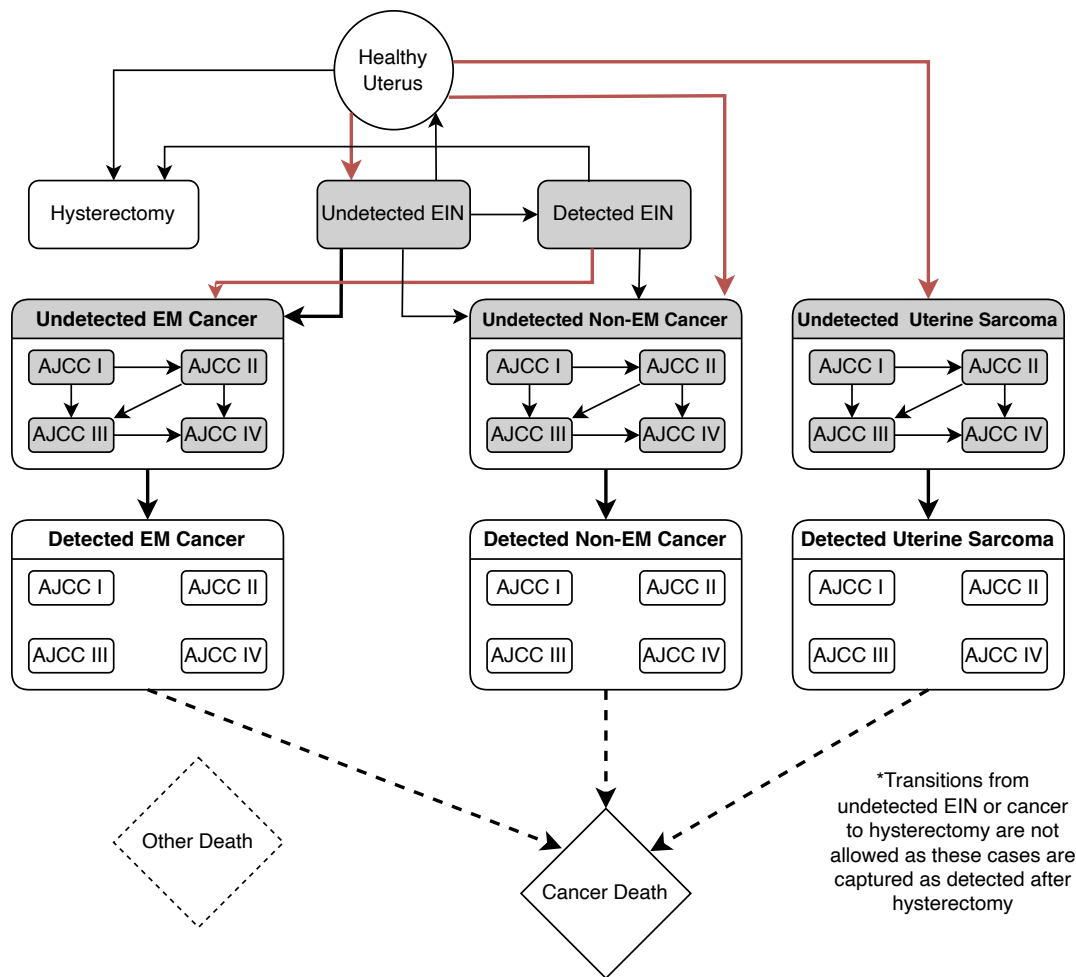 Healthy
Uterus
Hysterectomy
Undetected EIN
Detected EIN
Undetected EM Cancer
AJCC I
AJCC II
AJCC III
AJCC IV
Undetected Non-EM Cancer
AJCC I
AJCC II
AJCC III
AJCC IV
Undetected Uterine Sarcoma
AJCC I
AJCC II
AJCC III
AJCC IV
Detected EM Cancer
AJCC I
AJCC II
AJCC III
AJCC IV
Detected Non-EM Cancer
AJCC I
AJCC II
AJCC III
AJCC IV
Detected Uterine Sarcoma
AJCC I
AJCC II
AJCC III
AJCC IV
Other Death
Cancer Death
*Transitions from
undetected EIN or cancer
to hysterectomy are not
allowed as these cases are
captured as detected after
hysterectomy